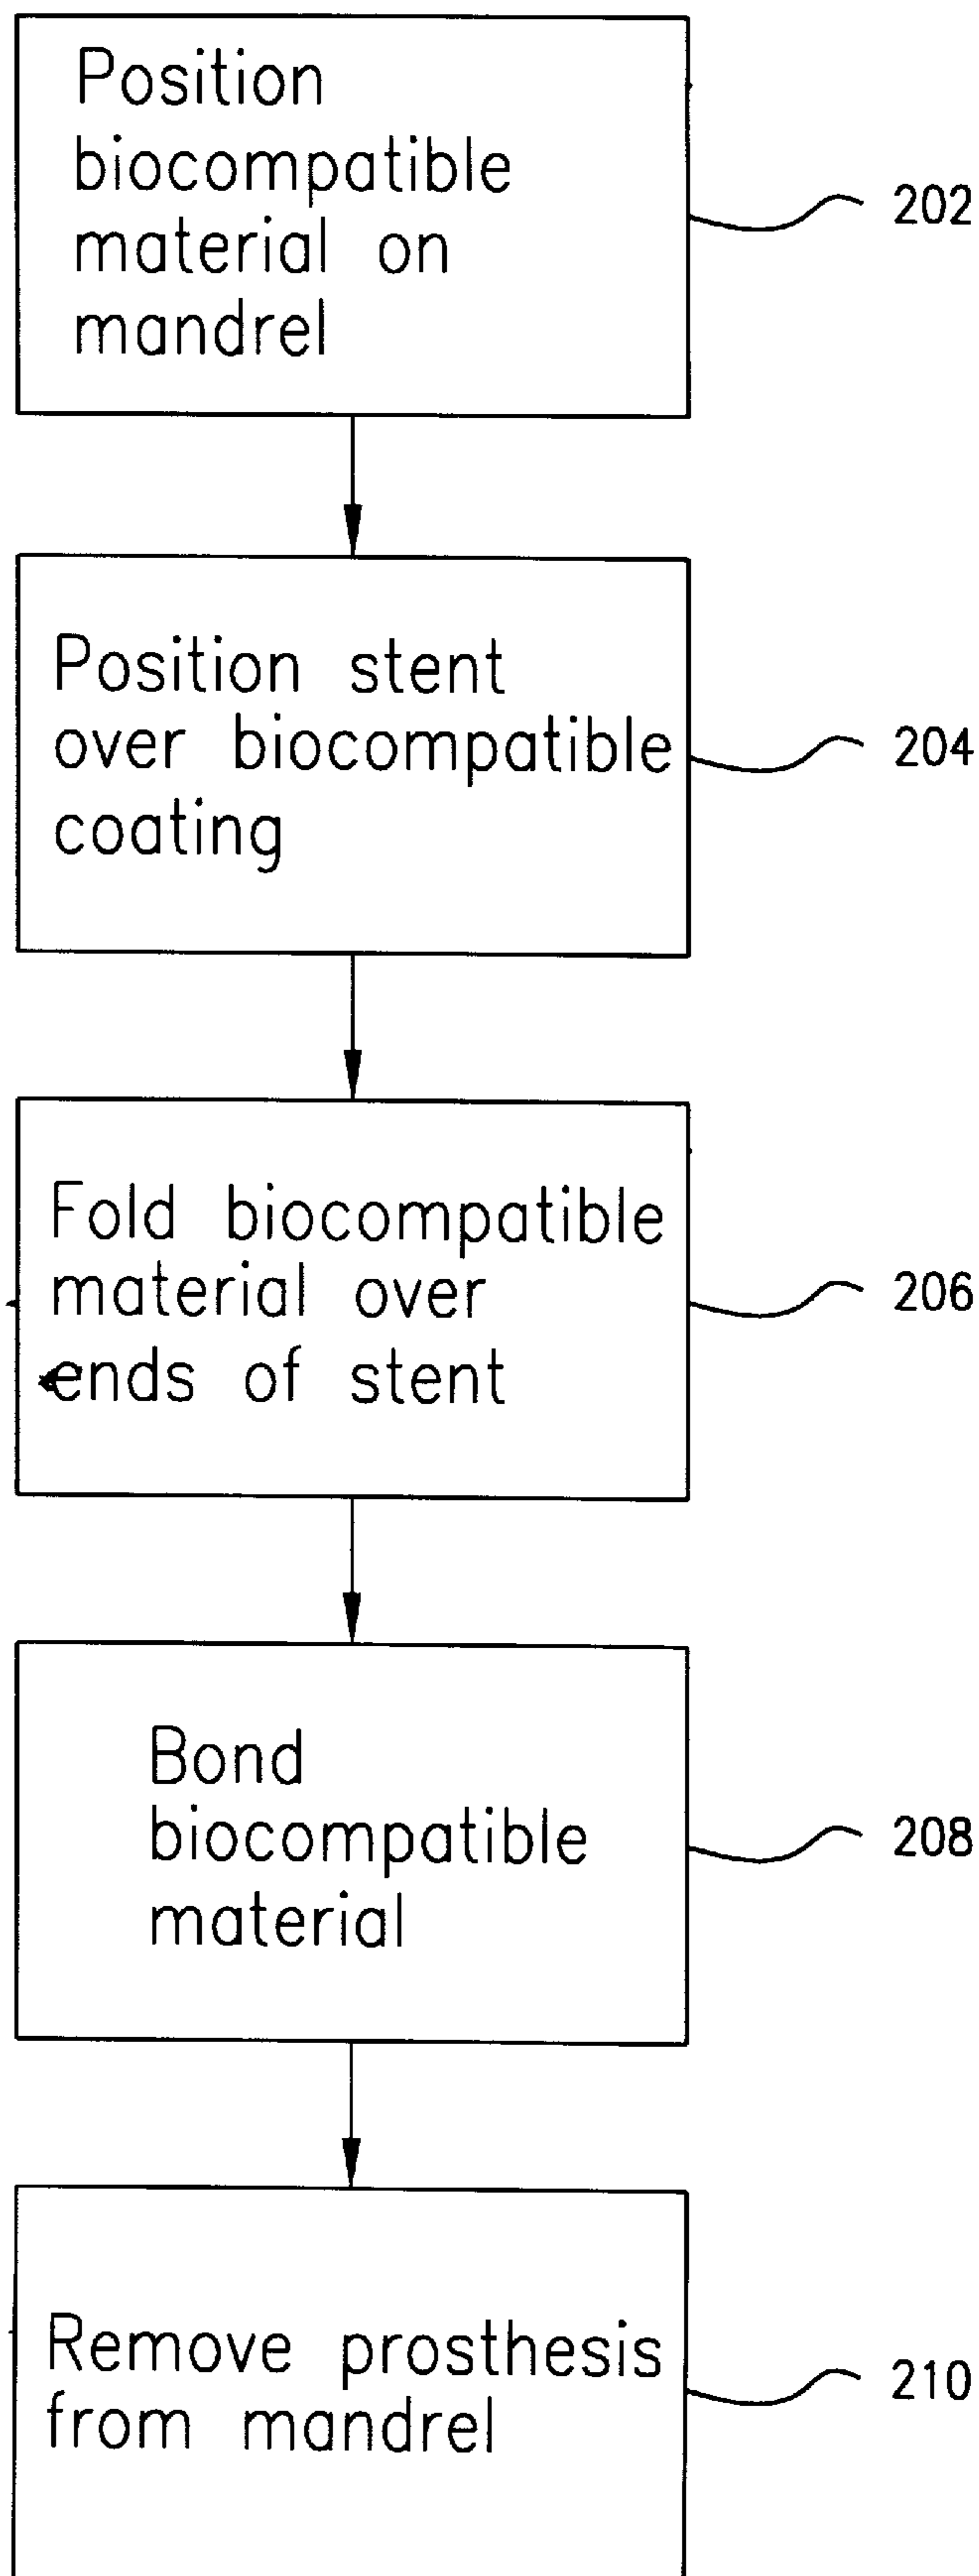 Position
biocompatible
material on
mandrel
202
Position stent
over biocompatible
coating
204
Fold biocompatible
material over
ends of stent
206
Bond
biocompatible
material
208
Remove prosthesis
from mandrel
210